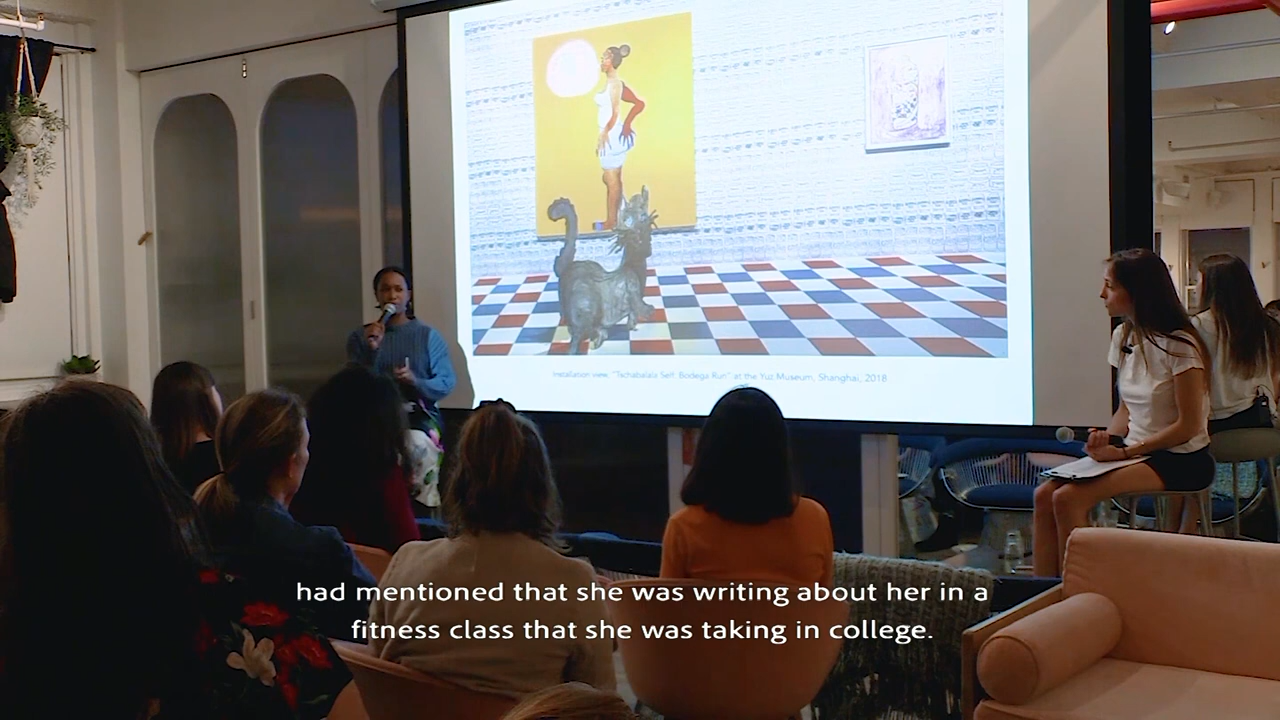 Installation view: "Tschabalala Self: Bodega Run" at the Yuz Museum, Shanghai, 2018
had mentioned that she was writing about her in a
fitness class that she was taking in college.